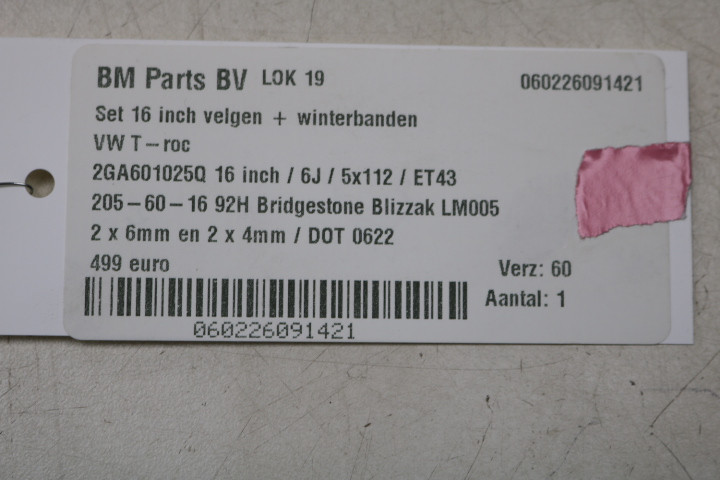 BM Parts BV LOK 19 060226091421
Set 16 inch velgen + winterbanden
VW T-roc
2GA601025Q 16 inch / 6J / 5x112 / ET43
205-60-16 92H Bridgestone Blizzak LM005
2 x 6mm en 2 x 4mm / DOT 0622
499 euro Verz: 60
Aantal: 1
060226091421